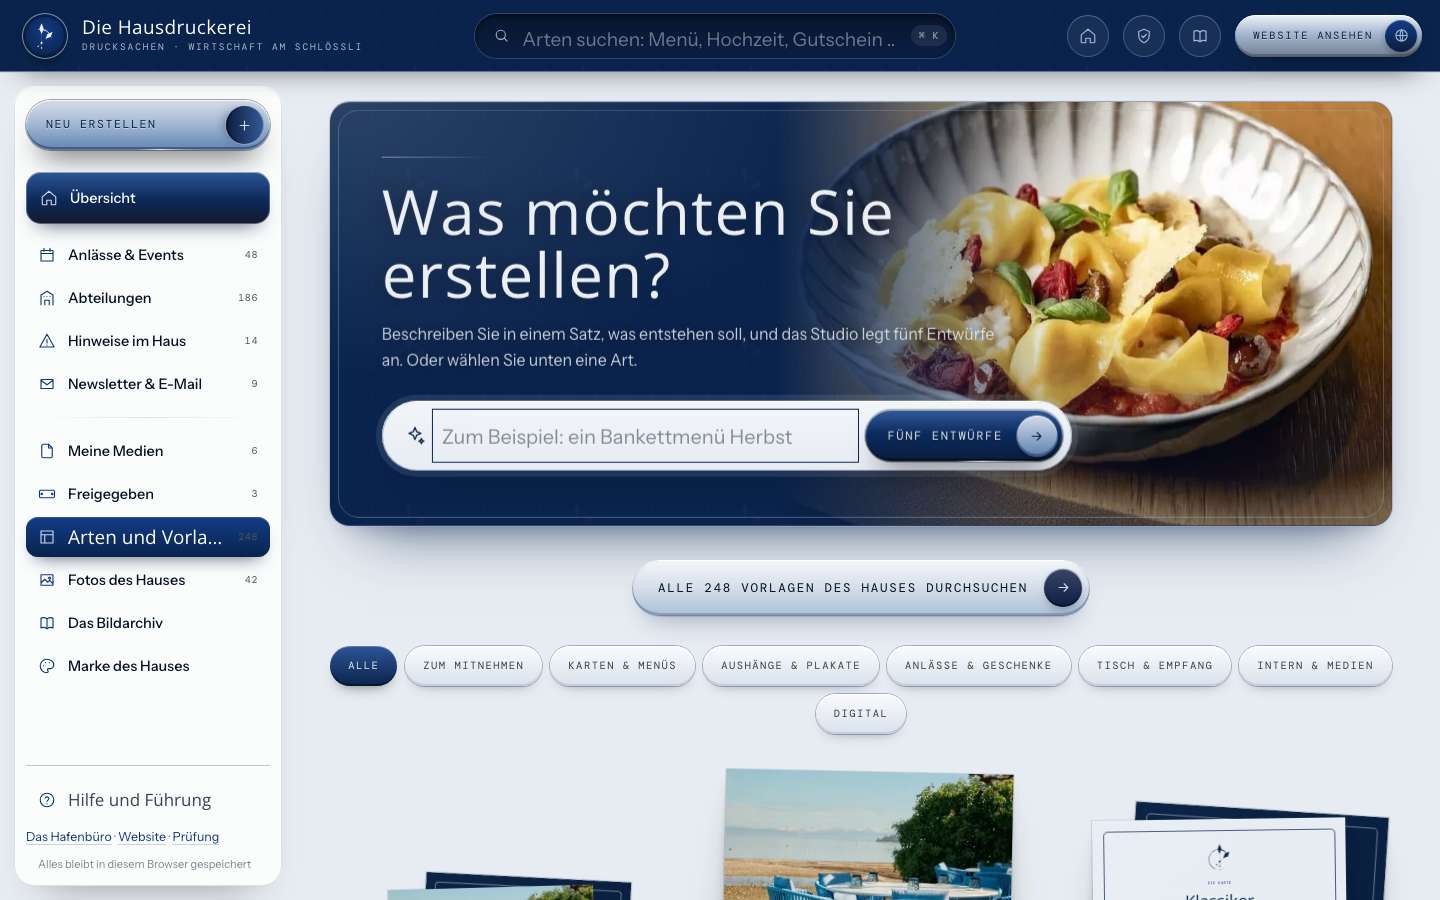 Die Hausdruckerei
DRUCKSACHEN · WIRTSCHAFT AM SCHLÖSSLI
Arten suchen: Menü, Hochzeit, Gutschein ..
⌘ K
WEBSITE ANSEHEN
NEU ERSTELLEN
Übersicht
Anlässe & Events 48
Abteilungen 186
Hinweise im Haus 14
Newsletter & E-Mail 9
Meine Medien 6
Freigegeben 3
Arten und Vorla... 248
Fotos des Hauses 42
Das Bildarchiv
Marke des Hauses
Hilfe und Führung
Das Hafenbüro · Website · Prüfung
Alles bleibt in diesem Browser gespeichert
Was möchten Sie
erstellen?
Beschreiben Sie in einem Satz, was entstehen soll, und das Studio legt fünf Entwürfe
an. Oder wählen Sie unten eine Art.
Zum Beispiel: ein Bankettmenü Herbst
FÜNF ENTWÜRFE
ALLE 248 VORLAGEN DES HAUSES DURCHSUCHEN
ALLE
ZUM MITNEHMEN
KARTEN & MENÜS
AUSHÄNGE & PLAKATE
ANLÄSSE & GESCHENKE
TISCH & EMPFANG
INTERN & MEDIEN
DIGITAL
DIE KARTE
Klassiker